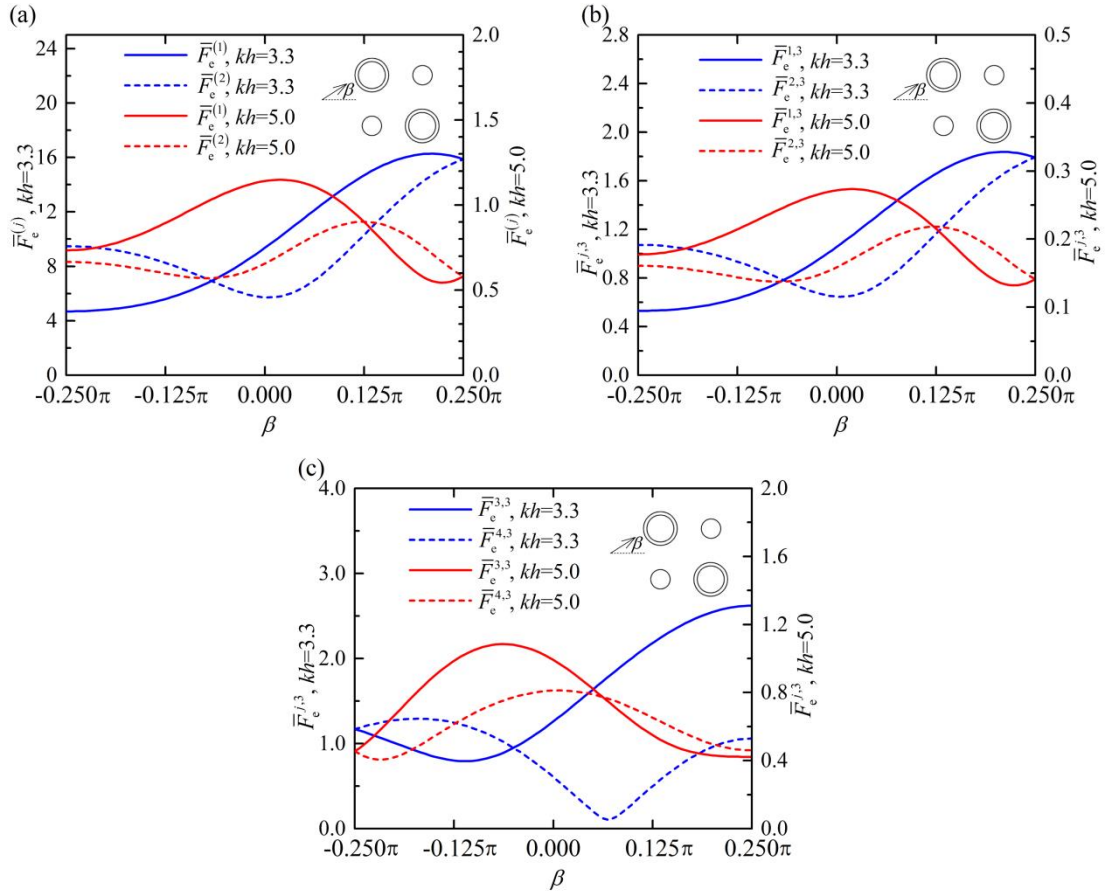 (a)
24
20
16
12
8
4
0
F̅e(j), kh=3.3
F̅e(1), kh=3.3
F̅e(2), kh=3.3
F̅e(1), kh=5.0
F̅e(2), kh=5.0
β
2.0
1.5
1.0
0.5
0.0
F̅e(j), kh=5.0
-0.250π -0.125π 0.000 0.125π 0.250π
β
(b)
2.8
2.4
2.0
1.6
1.2
0.8
0.4
0.0
F̅ej,3, kh=3.3
F̅e1,3, kh=3.3
F̅e2,3, kh=3.3
F̅e1,3, kh=5.0
F̅e2,3, kh=5.0
β
0.5
0.4
0.3
0.2
0.1
0.0
F̅ej,3, kh=5.0
-0.250π -0.125π 0.000 0.125π 0.250π
β
(c)
4.0
3.0
2.0
1.0
0.0
F̅ej,3, kh=3.3
F̅e3,3, kh=3.3
F̅e4,3, kh=3.3
F̅e3,3, kh=5.0
F̅e4,3, kh=5.0
β
2.0
1.6
1.2
0.8
0.4
0.0
F̅ej,3, kh=5.0
-0.250π -0.125π 0.000 0.125π 0.250π
β